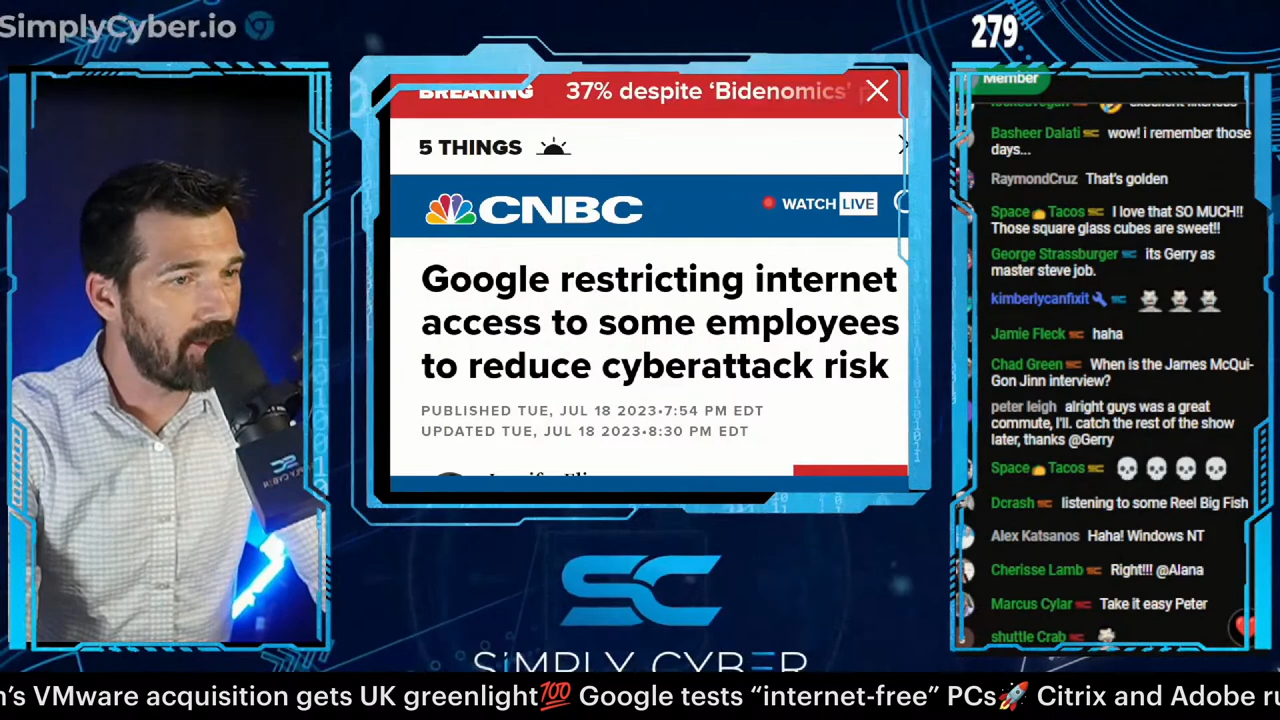 SimplyCyber.io
279
BREAKING 37% despite ‘Bidenomics’
5 THINGS
CNBC
WATCH LIVE
Google restricting internet
access to some employees
to reduce cyberattack risk
PUBLISHED TUE, JUL 18 2023•7:54 PM EDT
UPDATED TUE, JUL 18 2023•8:30 PM EDT
Member
Basheer Dalati wow! i remember those
days...
RaymondCruz That's golden
Space Tacos I love that SO MUCH!!
Those square glass cubes are sweet!!
George Strassburger its Gerry as
master steve job.
kimberlycanfixit
Jamie Fleck haha
Chad Green When is the James McQui-
Gon Jinn interview?
peter leigh alright guys was a great
commute, I'll. catch the rest of the show
later, thanks @Gerry
Space Tacos
Dcrash listening to some Reel Big Fish
Alex Katsanos Haha! Windows NT
Cherisse Lamb Right!!! @Alana
Marcus Cylar Take it easy Peter
shuttle Crab
SC
SIMPLY CYBER
n’s VMware acquisition gets UK greenlight💯 Google tests “internet-free” PCs🚀 Citrix and Adobe ru